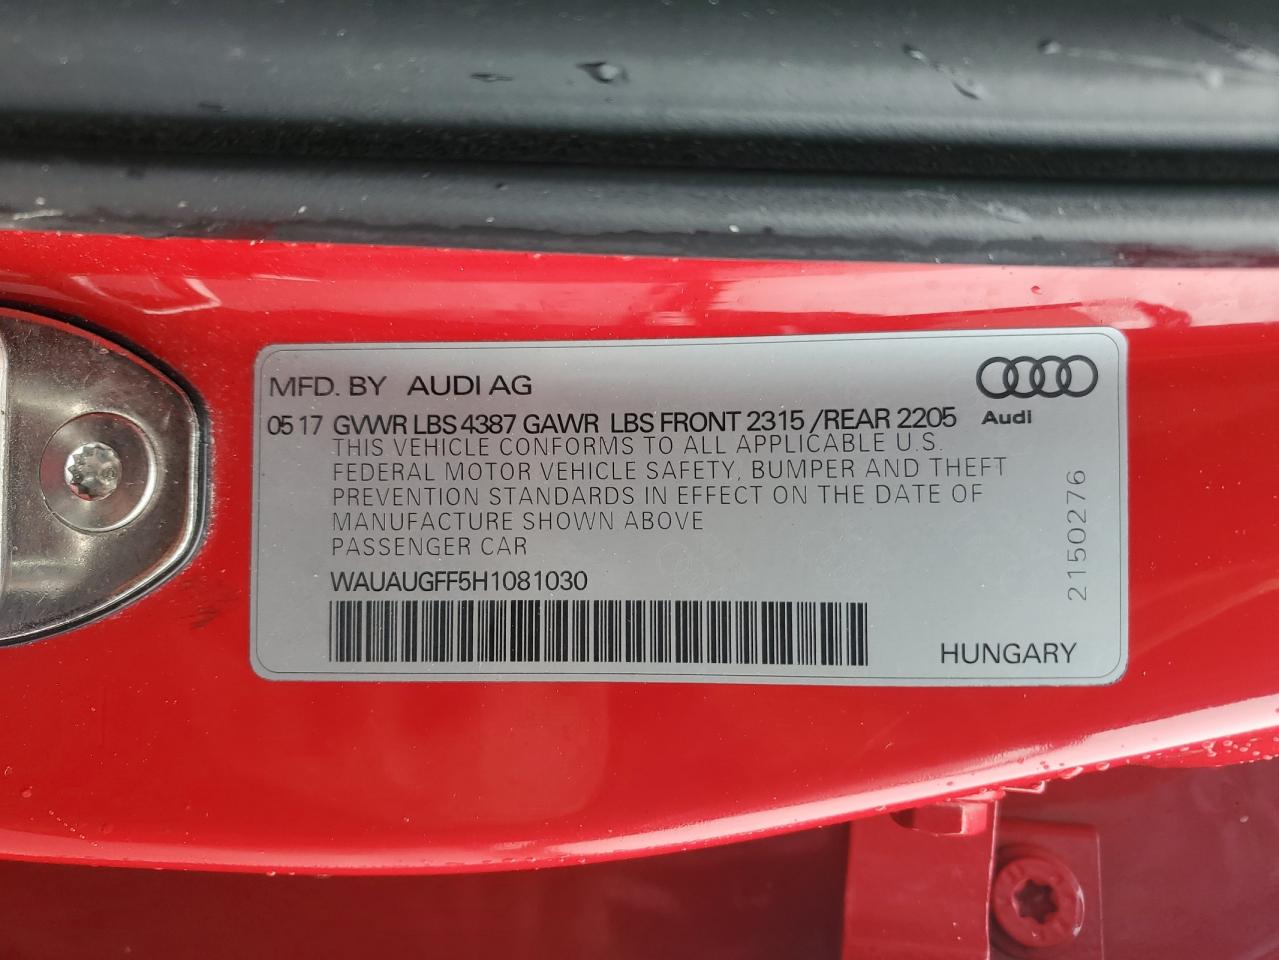 MFD. BY AUDI AG
Audi
05 17 GVWR LBS 4387 GAWR LBS FRONT 2315 /REAR 2205
THIS VEHICLE CONFORMS TO ALL APPLICABLE U.S.
FEDERAL MOTOR VEHICLE SAFETY, BUMPER AND THEFT
PREVENTION STANDARDS IN EFFECT ON THE DATE OF
MANUFACTURE SHOWN ABOVE
PASSENGER CAR
WAUAUGFF5H1081030
HUNGARY
2150276